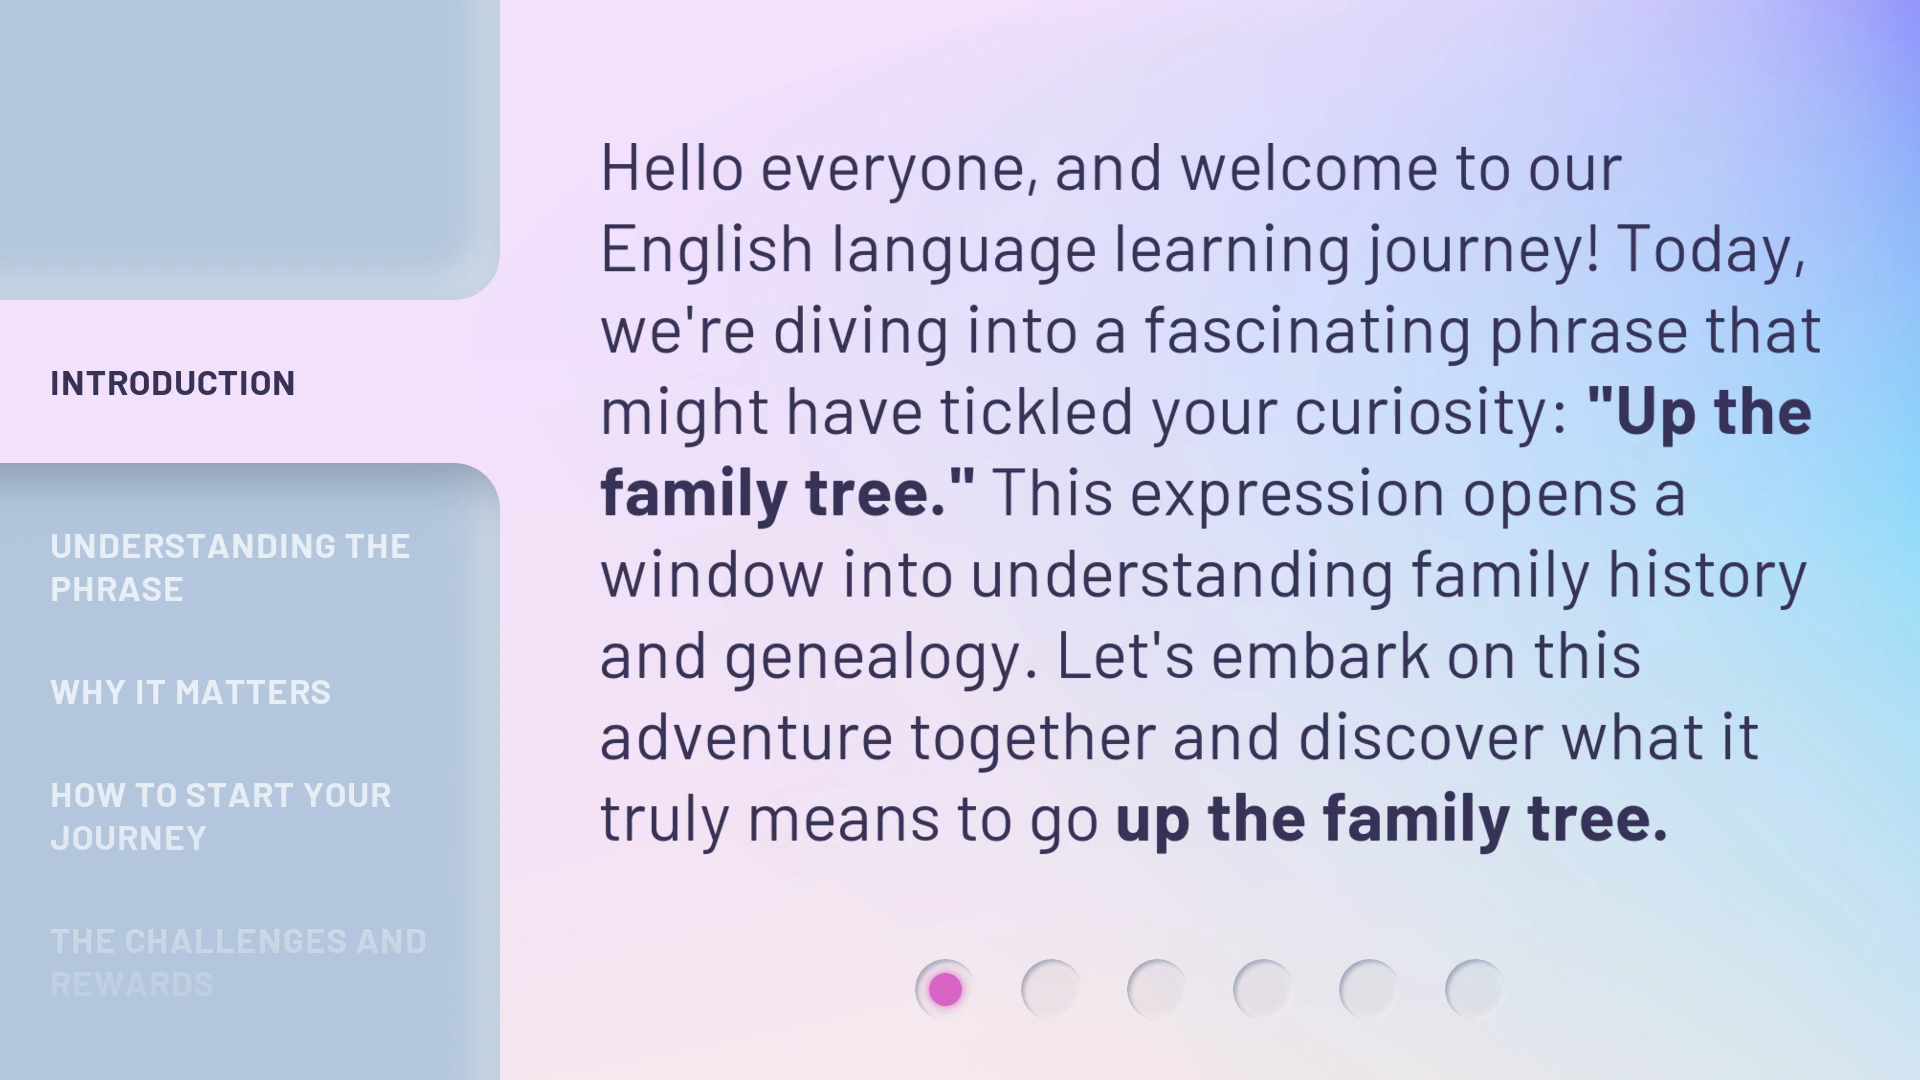 INTRODUCTION
UNDERSTANDING THE
PHRASE
WHY IT MATTERS
HOW TO START YOUR
JOURNEY
THE CHALLENGES AND
REWARDS
Hello everyone, and welcome to our
English language learning journey! Today,
we're diving into a fascinating phrase that
might have tickled your curiosity: "Up the
family tree." This expression opens a
window into understanding family history
and genealogy. Let's embark on this
adventure together and discover what it
truly means to go up the family tree.